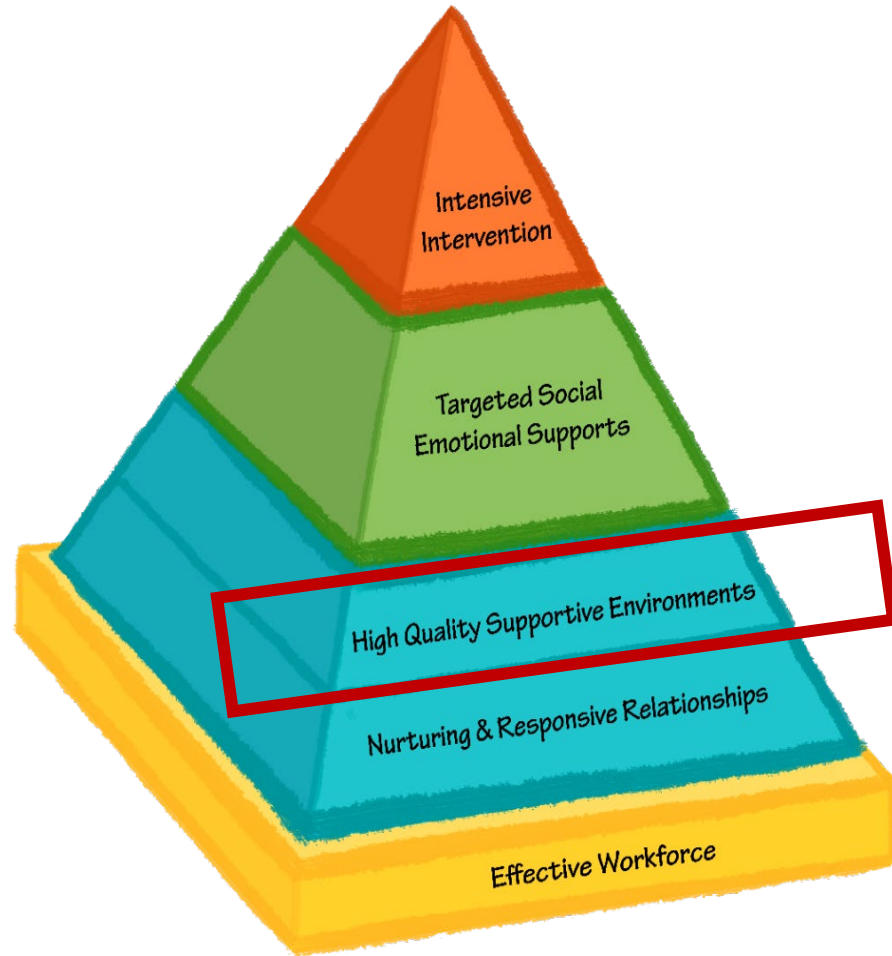 Intensive
Intervention
Targeted Social
Emotional Supports
High Quality Supportive Environments
Nurturing & Responsive Relationships
Effective Workforce